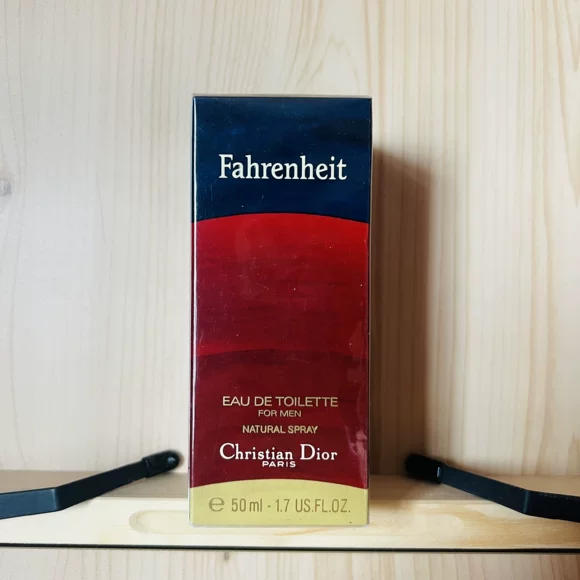 Fahrenheit
EAU DE TOILETTE
FOR MEN
NATURAL SPRAY
Christian Dior
PARIS
℮ 50 ml - 1.7 US.FL.OZ.